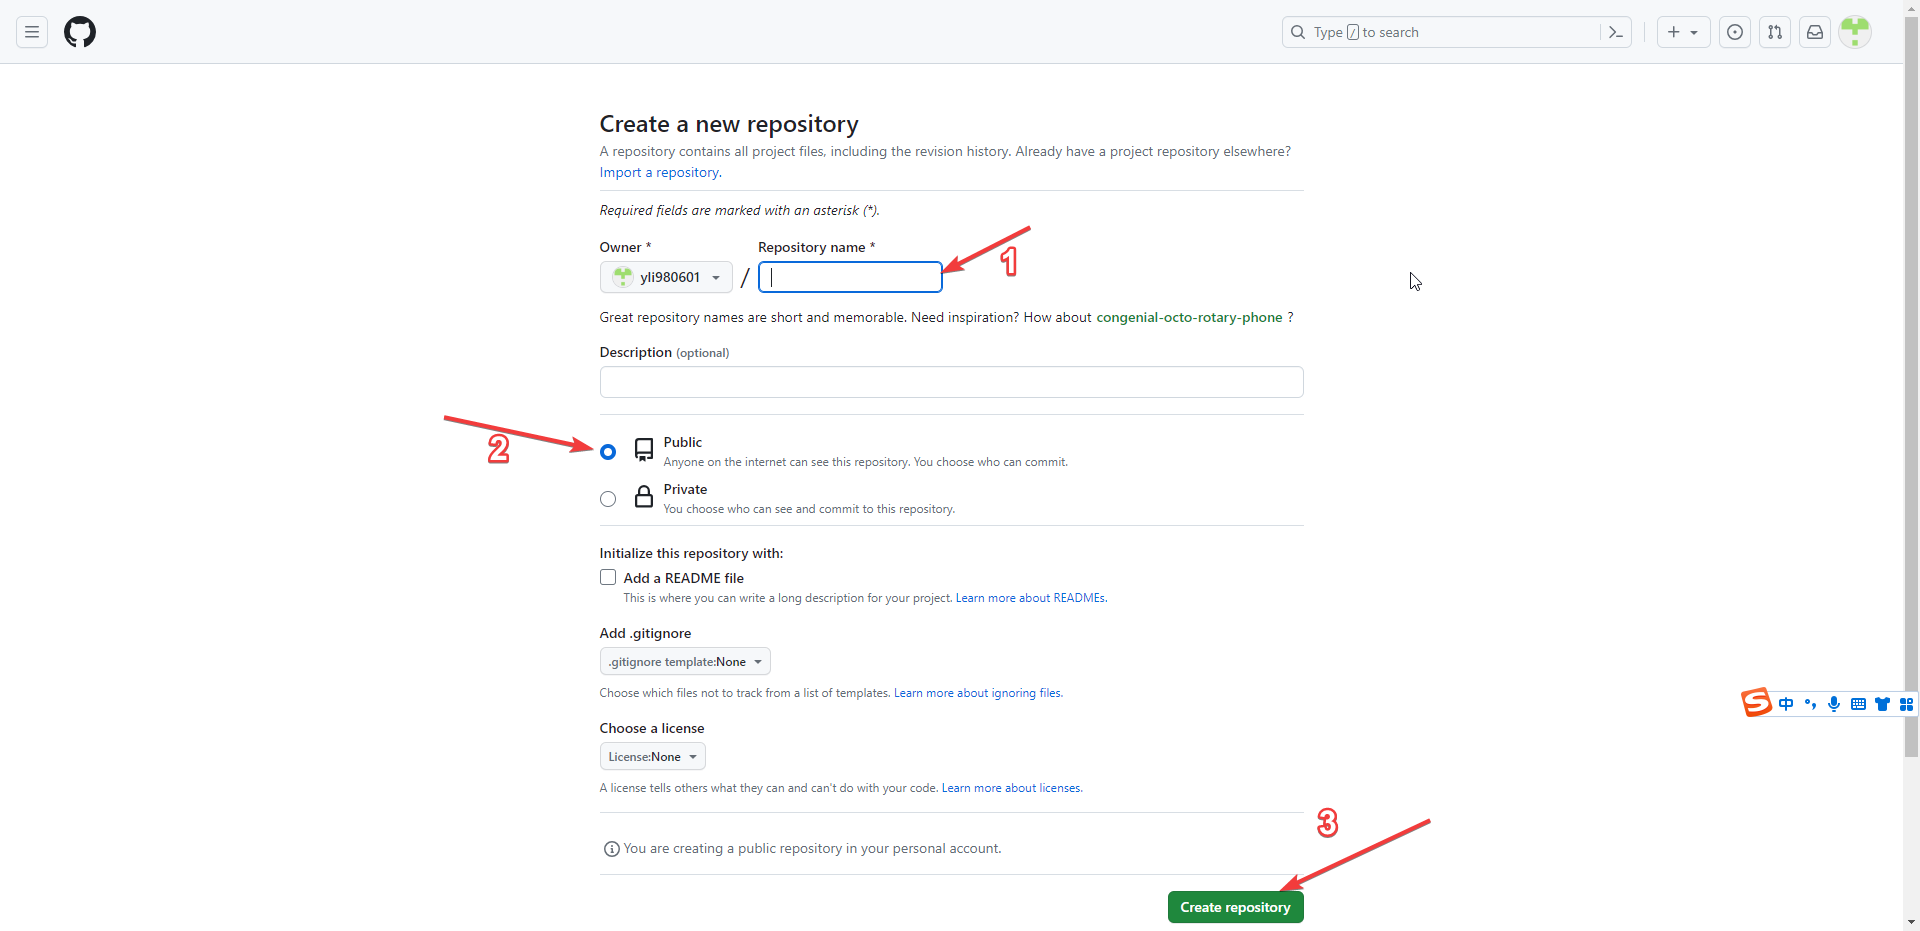 Type / to search
Create a new repository
A repository contains all project files, including the revision history. Already have a project repository elsewhere?
Import a repository.
Required fields are marked with an asterisk (*).
Owner *
Repository name *
yli980601
/
1
Great repository names are short and memorable. Need inspiration? How about congenial-octo-rotary-phone ?
Description (optional)
2
Public
Anyone on the internet can see this repository. You choose who can commit.
Private
You choose who can see and commit to this repository.
Initialize this repository with:
Add a README file
This is where you can write a long description for your project. Learn more about READMEs.
Add .gitignore
.gitignore template:None
Choose which files not to track from a list of templates. Learn more about ignoring files.
S 中 °,
Choose a license
License:None
A license tells others what they can and can't do with your code. Learn more about licenses.
3
You are creating a public repository in your personal account.
Create repository